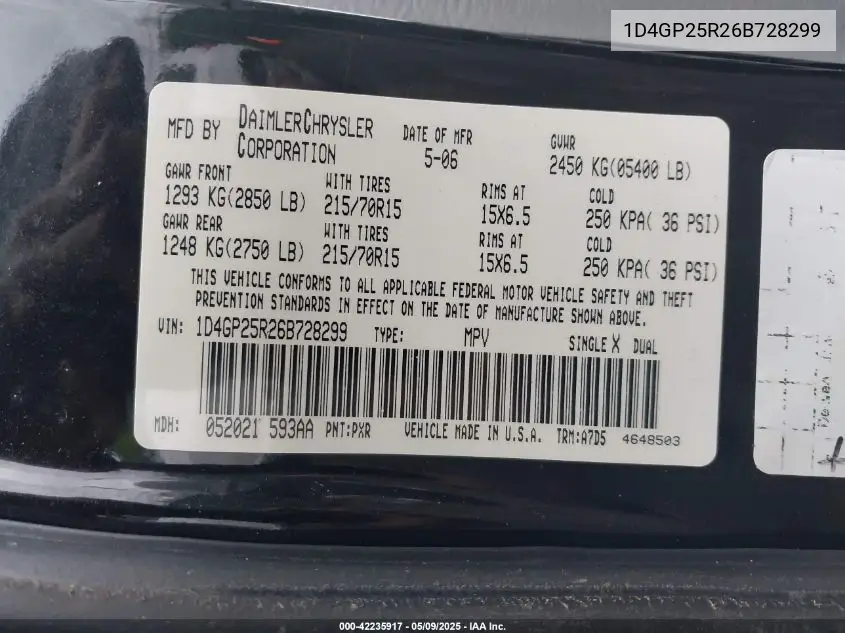 1D4GP25R26B728299
MFD BY DAIMLERCHRYSLER CORPORATION
DATE OF MFR 5-06
GVWR 2450 KG(05400 LB)
GAWR FRONT 1293 KG(2850 LB)
WITH TIRES 215/70R15
RIMS AT 15X6.5
COLD 250 KPA( 36 PSI)
GAWR REAR 1248 KG(2750 LB)
WITH TIRES 215/70R15
RIMS AT 15X6.5
COLD 250 KPA( 36 PSI)
THIS VEHICLE CONFORMS TO ALL APPLICABLE FEDERAL MOTOR VEHICLE SAFETY AND THEFT
PREVENTION STANDARDS IN EFFECT ON THE DATE OF MANUFACTURE SHOWN ABOVE.
VIN: 1D4GP25R26B728299 TYPE: MPV SINGLE X DUAL
MDH: 052021 593AA PNT:PXR VEHICLE MADE IN U.S.A. TRM:A7D5 4648503
000-42235917 - 05/09/2025 - IAA Inc.